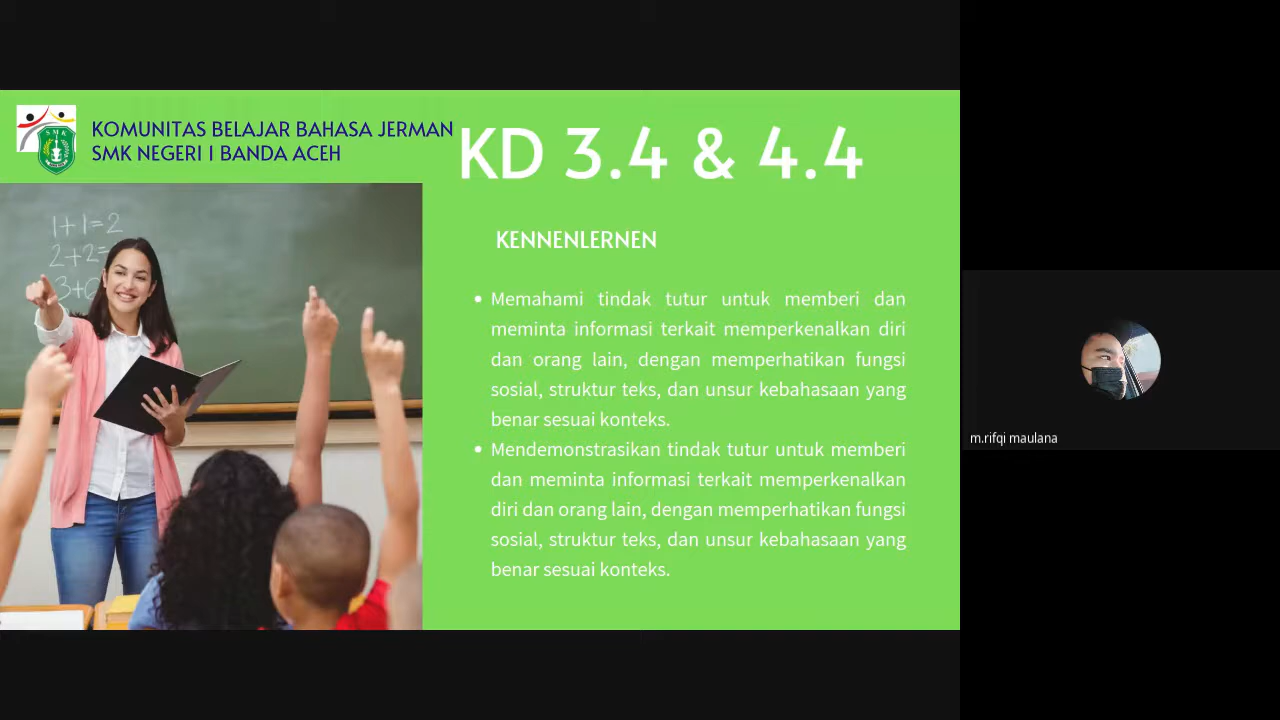 KOMUNITAS BELAJAR BAHASA JERMAN
SMK NEGERI 1 BANDA ACEH
SMK
KD 3.4 & 4.4
1+1=2
2+2=
3+
KENNENLERNEN
• Memahami tindak tutur untuk memberi dan
meminta informasi terkait memperkenalkan diri
dan orang lain, dengan memperhatikan fungsi
sosial, struktur teks, dan unsur kebahasaan yang
benar sesuai konteks.
• Mendemonstrasikan tindak tutur untuk memberi
dan meminta informasi terkait memperkenalkan
diri dan orang lain, dengan memperhatikan fungsi
sosial, struktur teks, dan unsur kebahasaan yang
benar sesuai konteks.
m.rifqi maulana